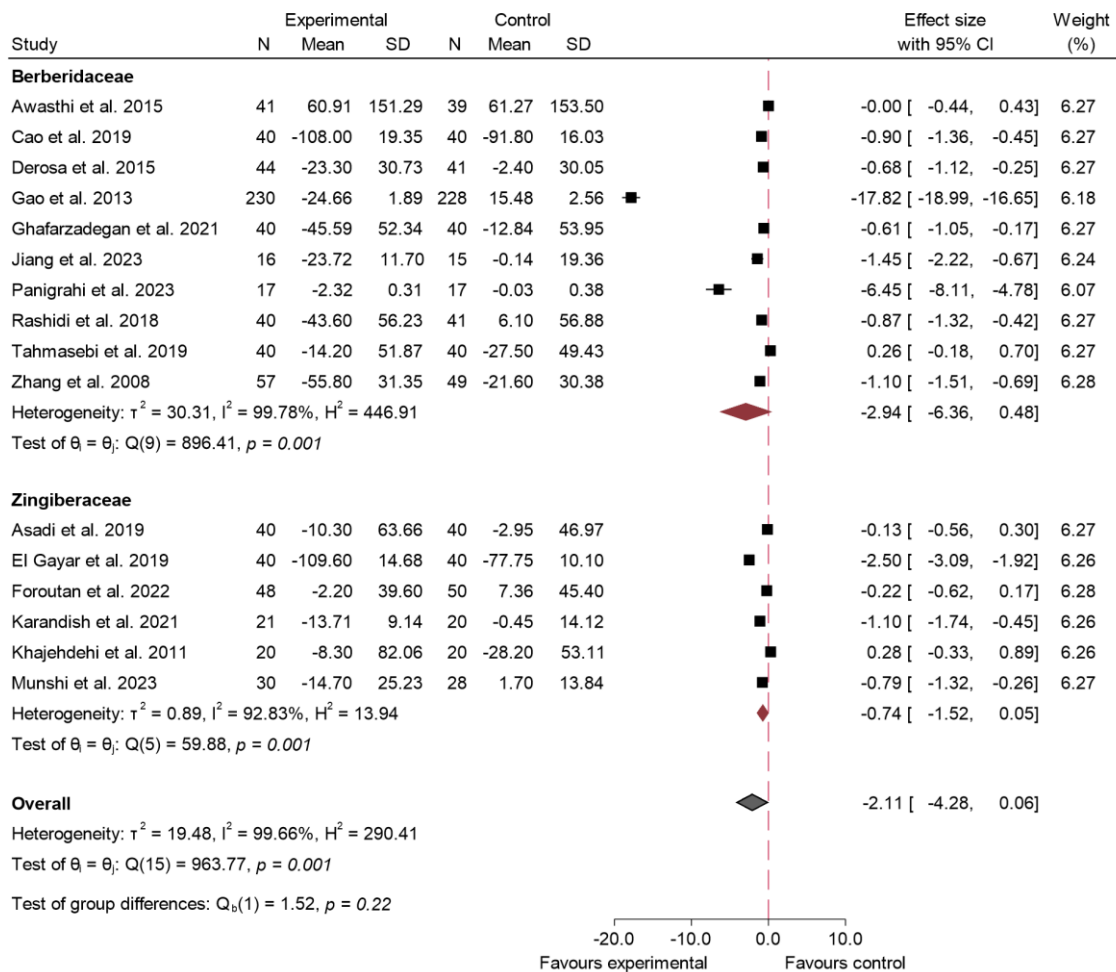 Experimental Control Effect size Weight
Study N Mean SD N Mean SD with 95% CI (%)
Berberidaceae
Awasthi et al. 2015 41 60.91 151.29 39 61.27 153.50 -0.00 [ -0.44, 0.43] 6.27
Cao et al. 2019 40 -108.00 19.35 40 -91.80 16.03 -0.90 [ -1.36, -0.45] 6.27
Derosa et al. 2015 44 -23.30 30.73 41 -2.40 30.05 -0.68 [ -1.12, -0.25] 6.27
Gao et al. 2013 230 -24.66 1.89 228 15.48 2.56 -17.82 [ -18.99, -16.65] 6.18
Ghafarzadegan et al. 2021 40 -45.59 52.34 40 -12.84 53.95 -0.61 [ -1.05, -0.17] 6.27
Jiang et al. 2023 16 -23.72 11.70 15 -0.14 19.36 -1.45 [ -2.22, -0.67] 6.24
Panigrahi et al. 2023 17 -2.32 0.31 17 -0.03 0.38 -6.45 [ -8.11, -4.78] 6.07
Rashidi et al. 2018 40 -43.60 56.23 41 6.10 56.88 -0.87 [ -1.32, -0.42] 6.27
Tahmasebi et al. 2019 40 -14.20 51.87 40 -27.50 49.43 0.26 [ -0.18, 0.70] 6.27
Zhang et al. 2008 57 -55.80 31.35 49 -21.60 30.38 -1.10 [ -1.51, -0.69] 6.28
Heterogeneity: τ² = 30.31, I² = 99.78%, H² = 446.91 -2.94 [ -6.36, 0.48]
Test of θᵢ = θⱼ: Q(9) = 896.41, p = 0.001
Zingiberaceae
Asadi et al. 2019 40 -10.30 63.66 40 -2.95 46.97 -0.13 [ -0.56, 0.30] 6.27
El Gayar et al. 2019 40 -109.60 14.68 40 -77.75 10.10 -2.50 [ -3.09, -1.92] 6.26
Foroutan et al. 2022 48 -2.20 39.60 50 7.36 45.40 -0.22 [ -0.62, 0.17] 6.28
Karandish et al. 2021 21 -13.71 9.14 20 -0.45 14.12 -1.10 [ -1.74, -0.45] 6.26
Khajehdehi et al. 2011 20 -8.30 82.06 20 -28.20 53.11 0.28 [ -0.33, 0.89] 6.26
Munshi et al. 2023 30 -14.70 25.23 28 1.70 13.84 -0.79 [ -1.32, -0.26] 6.27
Heterogeneity: τ² = 0.89, I² = 92.83%, H² = 13.94 -0.74 [ -1.52, 0.05]
Test of θᵢ = θⱼ: Q(5) = 59.88, p = 0.001
Overall -2.11 [ -4.28, 0.06]
Heterogeneity: τ² = 19.48, I² = 99.66%, H² = 290.41
Test of θᵢ = θⱼ: Q(15) = 963.77, p = 0.001
Test of group differences: Q_b(1) = 1.52, p = 0.22
-20.0 -10.0 0.0 10.0
Favours experimental Favours control